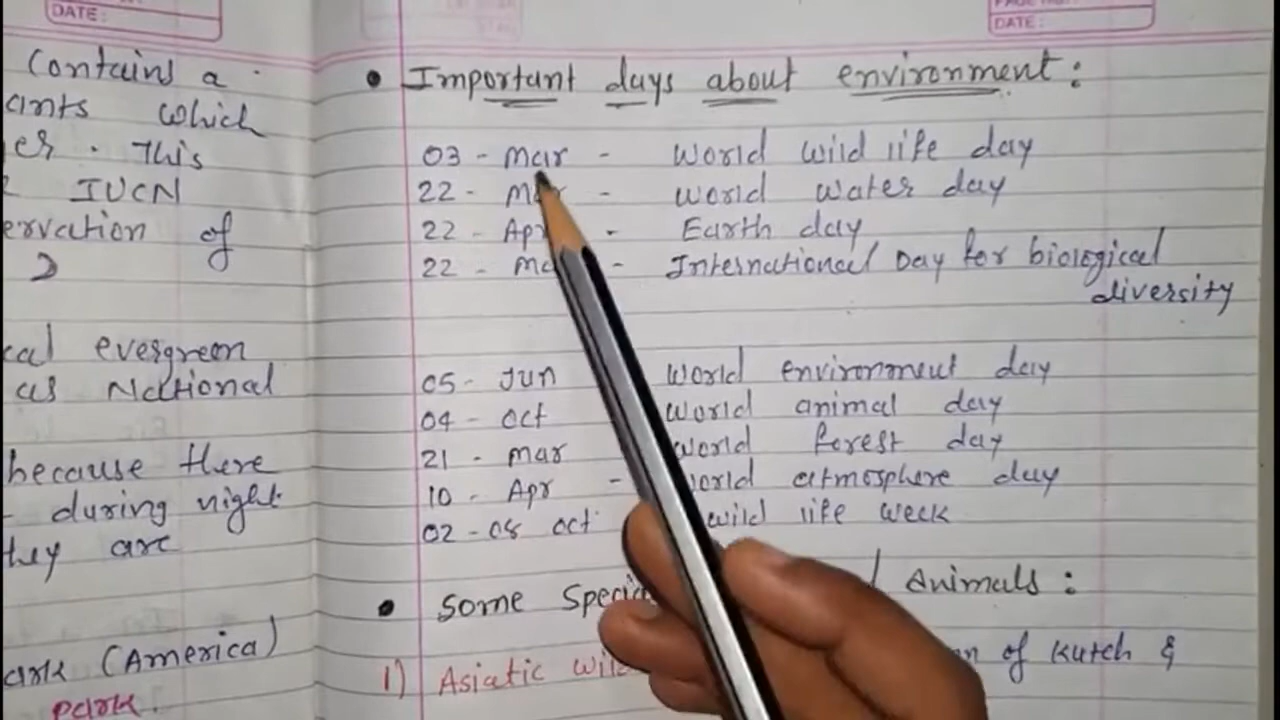 DATE:
DATE:
Contains a
ants which
er. This
IUCN
ervation of
cal evergreen
as National
because there
during night
they are
ark (America)
park.
• Important days about environment:
03 - Mar - World wild life day
22 - Mar - World water day
22 - Apr - Earth day
22 - Ma - International Day for biological
diversity
05 - Jun World environment day
04 - Oct World animal day
21 - Mar World forest day
10 - Apr - World atmosphere day
02 - 08 Oct wild life week
• Some Animals:
1) Asiatic of Kutch &